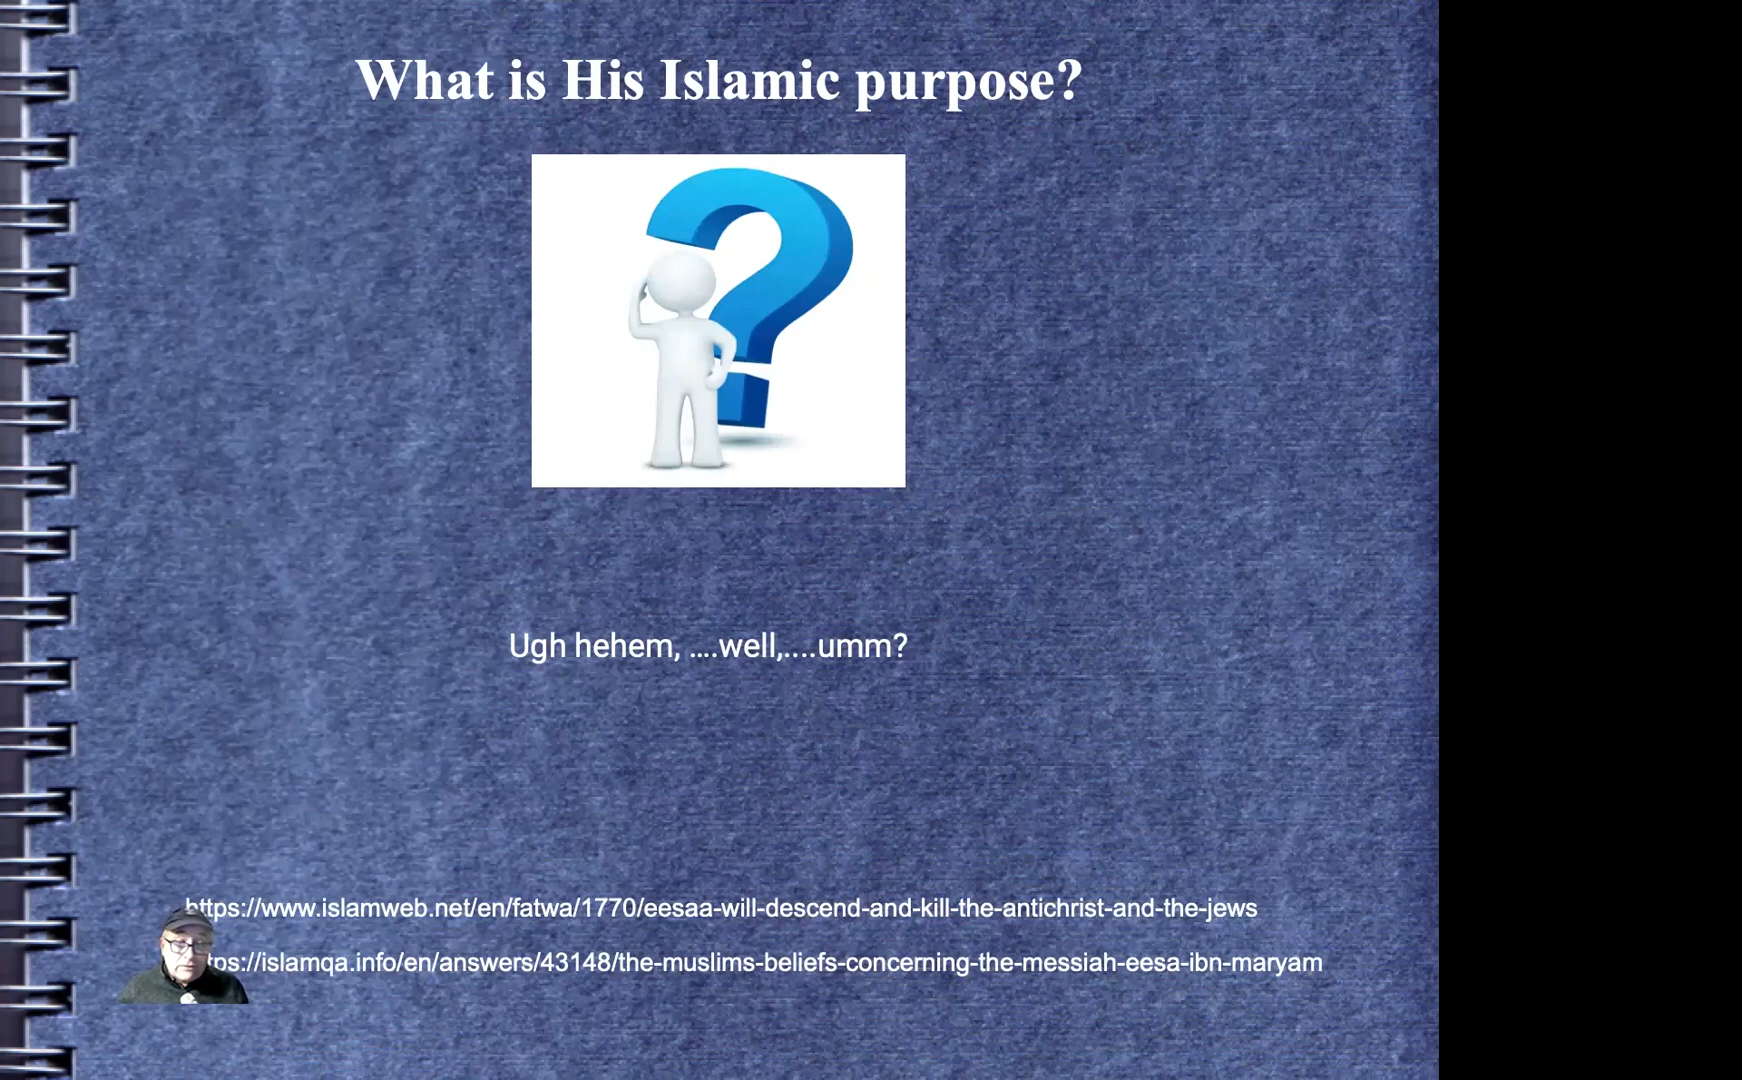 What is His Islamic purpose?
Ugh hehem, ....well,....umm?
https://www.islamweb.net/en/fatwa/1770/eesaa-will-descend-and-kill-the-antichrist-and-the-jews
tps://islamqa.info/en/answers/43148/the-muslims-beliefs-concerning-the-messiah-eesa-ibn-maryam